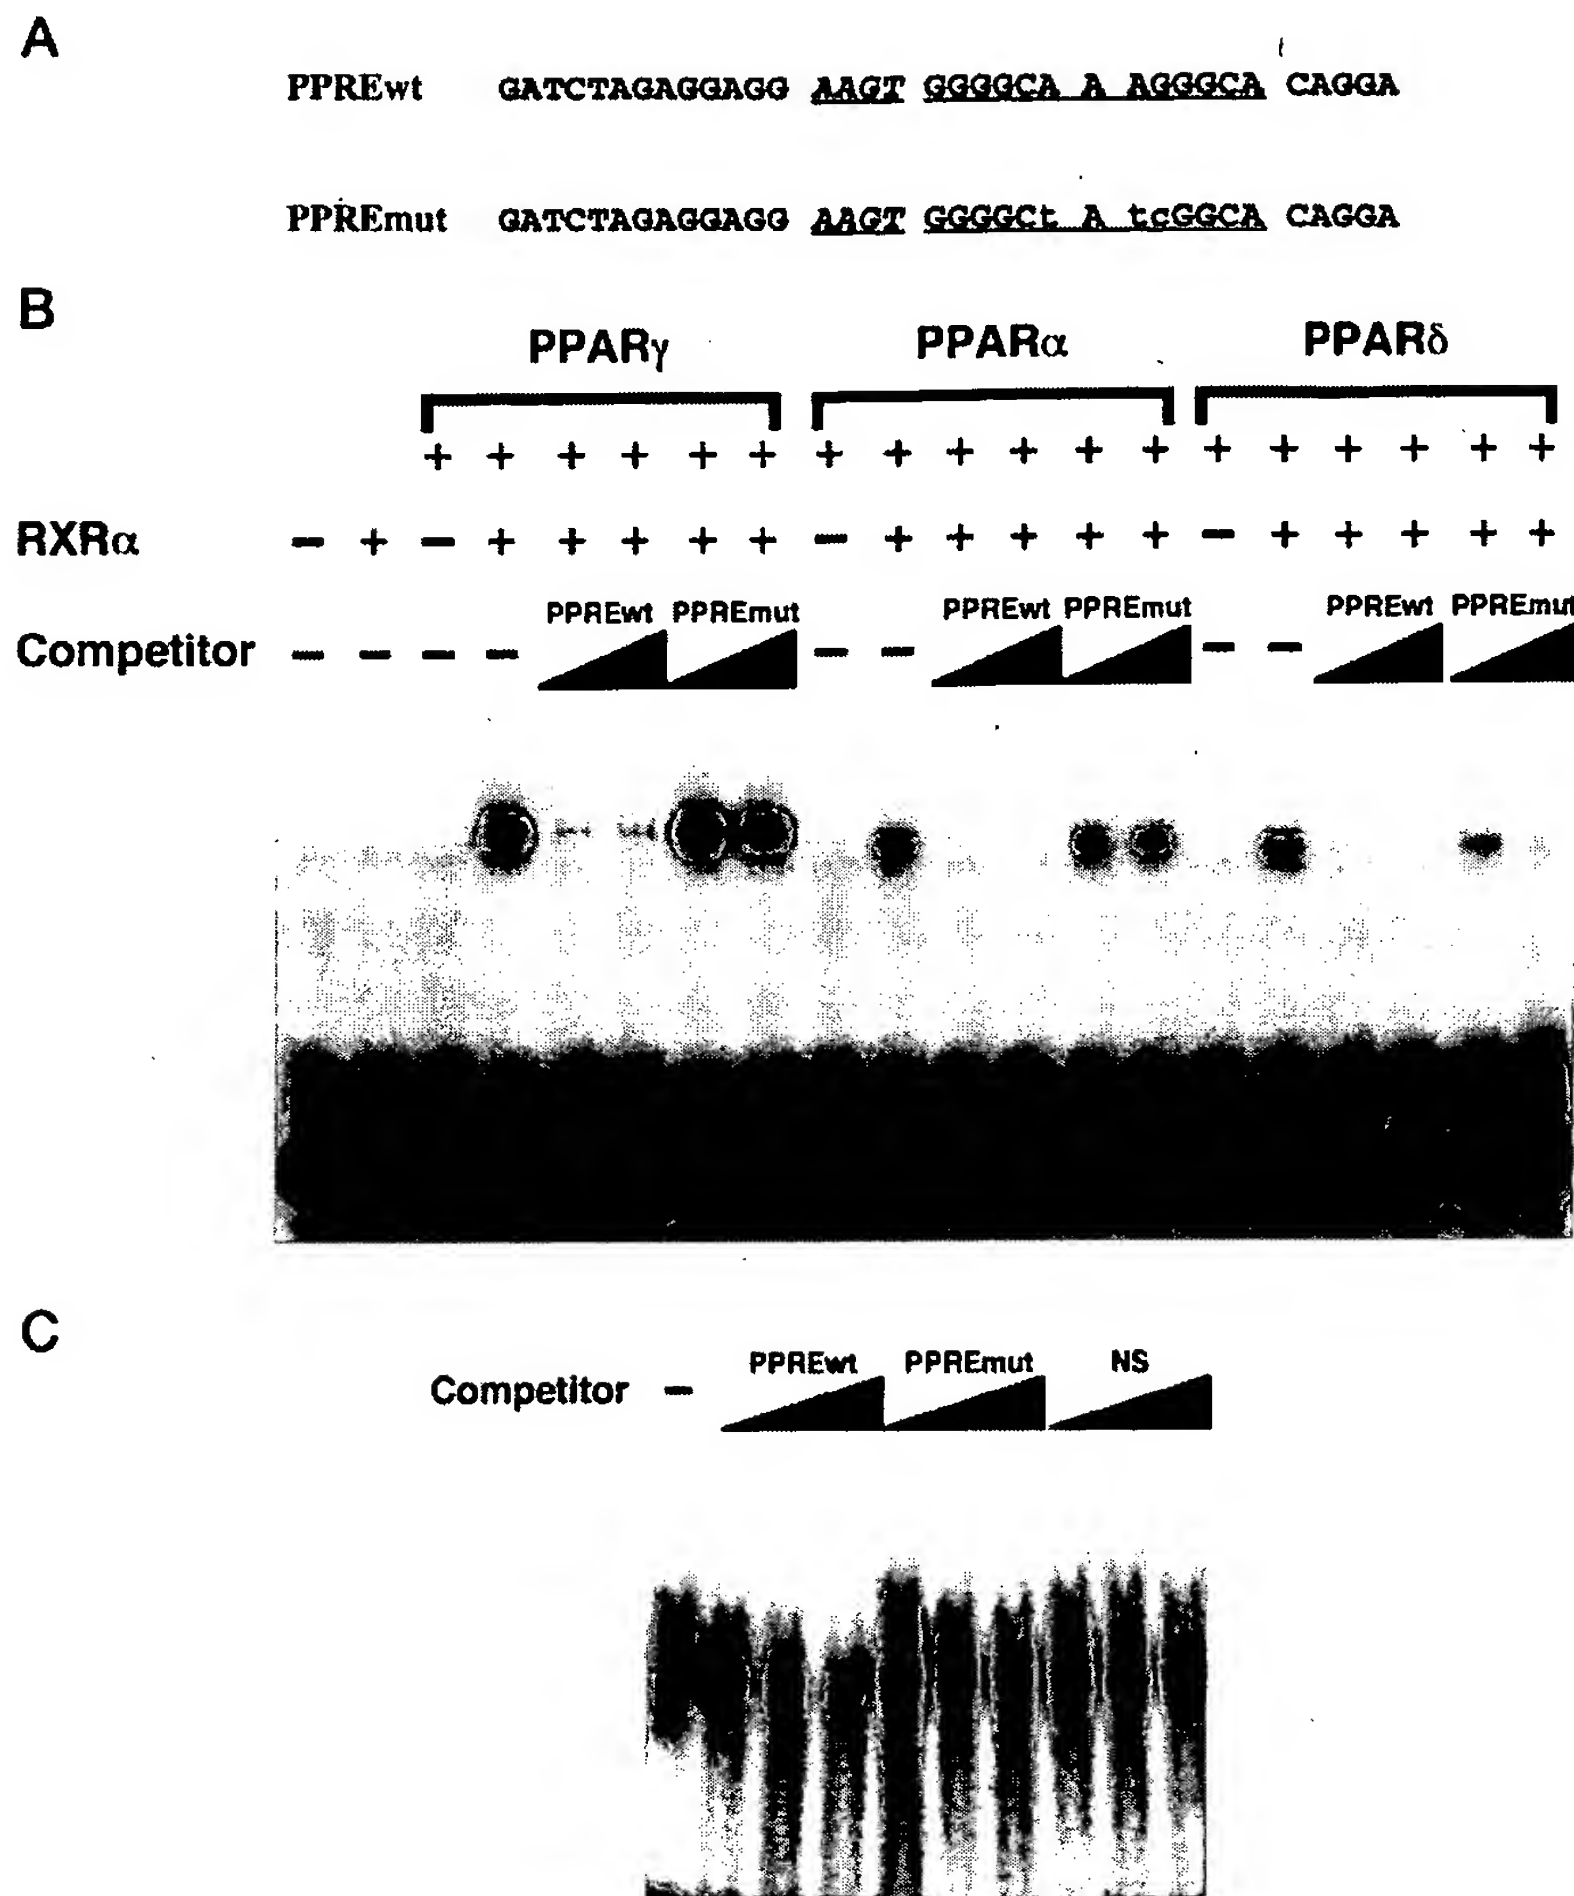 A
PPREwt GATCTAGAGGAGG AAGT GGGGCA A AGGGCA CAGGA
PPREmut GATCTAGAGGAGG AAGT GGGGCt A tcGGCA CAGGA
B
PPARγ PPARα PPARδ
+ + + + + + + + + + + + + + + + + +
RXRα – + – + + + + + – + + + + + – + + + + +
PPREwt PPREmut PPREwt PPREmut PPREwt PPREmut
Competitor – – – – – – – –
C
PPREwt PPREmut NS
Competitor –